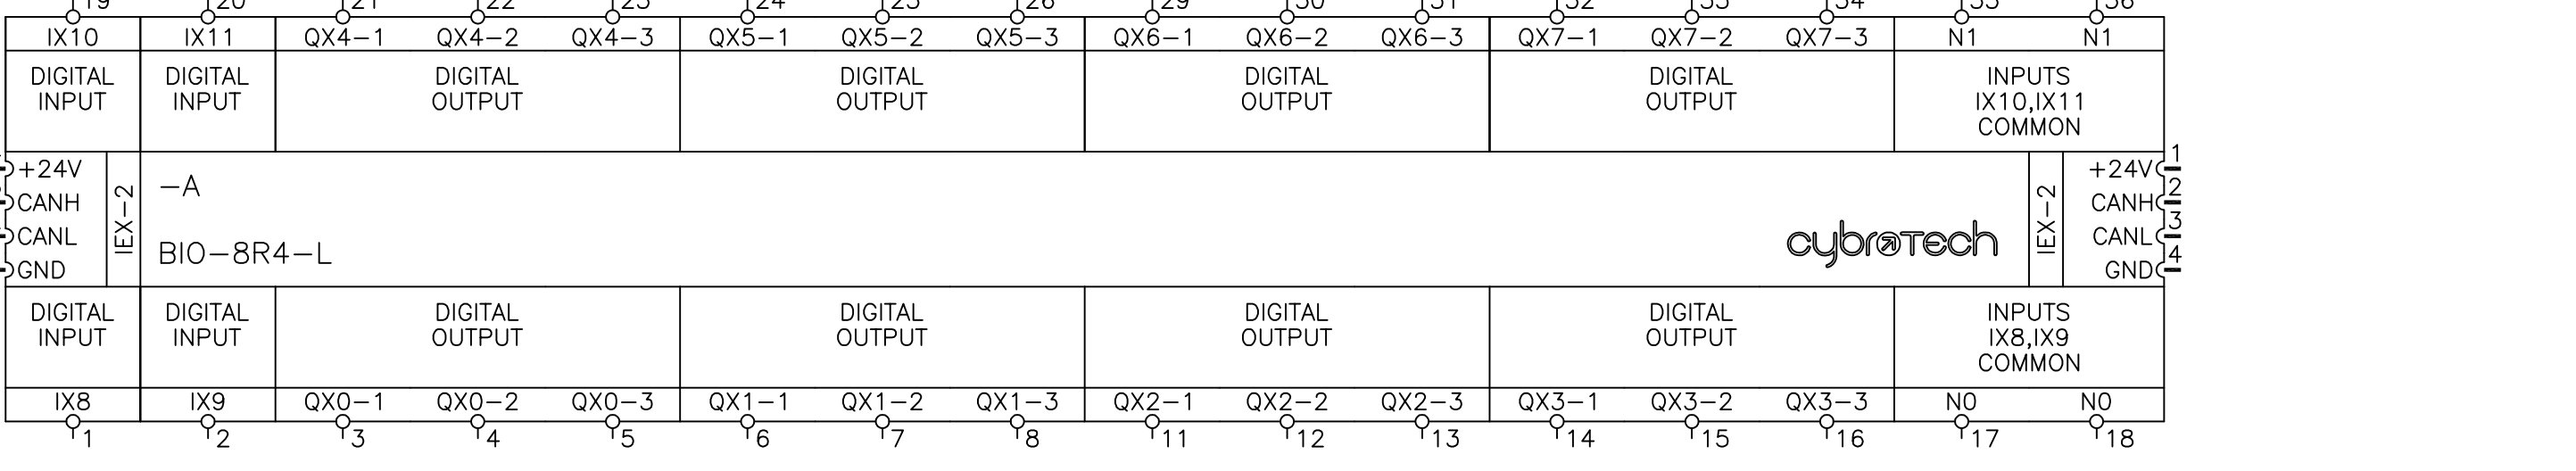 19 20 21 22 23 24 25 26 29 30 31 32 33 34 35 36
IX10 IX11 QX4-1 QX4-2 QX4-3 QX5-1 QX5-2 QX5-3 QX6-1 QX6-2 QX6-3 QX7-1 QX7-2 QX7-3 N1 N1
DIGITAL DIGITAL DIGITAL DIGITAL DIGITAL DIGITAL INPUTS
INPUT INPUT OUTPUT OUTPUT OUTPUT OUTPUT IX10,IX11
COMMON
+24V -A +24V 1
CANH CANH 2
CANL IEX-2 BIO-8R4-L cybrotech IEX-2 CANL 3
GND GND 4
DIGITAL DIGITAL DIGITAL DIGITAL DIGITAL DIGITAL INPUTS
INPUT INPUT OUTPUT OUTPUT OUTPUT OUTPUT IX8,IX9
COMMON
IX8 IX9 QX0-1 QX0-2 QX0-3 QX1-1 QX1-2 QX1-3 QX2-1 QX2-2 QX2-3 QX3-1 QX3-2 QX3-3 N0 N0
1 2 3 4 5 6 7 8 11 12 13 14 15 16 17 18